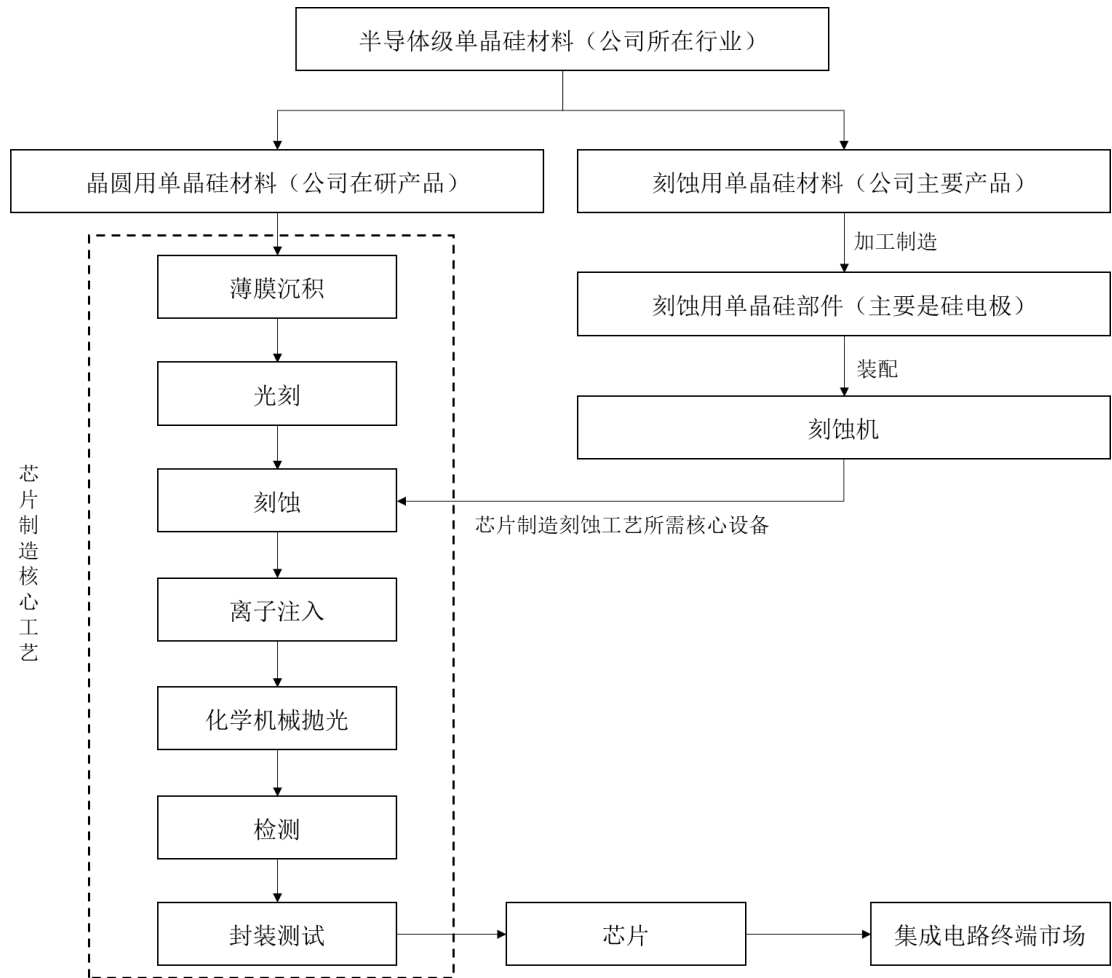 半导体级单晶硅材料（公司所在行业）
晶圆用单晶硅材料（公司在研产品）
刻蚀用单晶硅材料（公司主要产品）
加工制造
薄膜沉积
刻蚀用单晶硅部件（主要是硅电极）
装配
光刻
刻蚀机
芯片制造核心工艺
刻蚀
芯片制造刻蚀工艺所需核心设备
离子注入
化学机械抛光
检测
封装测试
芯片
集成电路终端市场